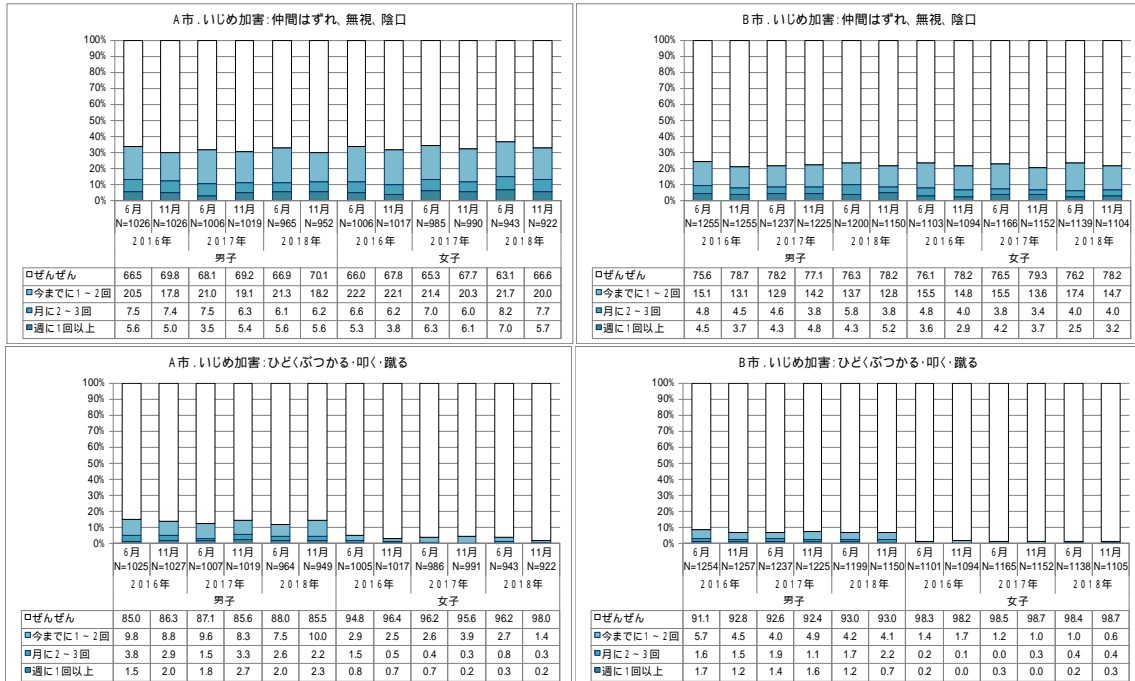 A市.いじめ加害:仲間はずれ、無視、陰口
100%
90%
80%
70%
60%
50%
40%
30%
20%
10%
0%
6月 11月 6月 11月 6月 11月 6月 11月 6月 11月 6月 11月
N=1026 N=1026 N=1006 N=1019 N=965 N=952 N=1006 N=1017 N=985 N=990 N=943 N=922
2016年 2017年 2018年 2016年 2017年 2018年
男子 女子
ぜんぜん 66.5 69.8 68.1 69.2 66.9 70.1 66.0 67.8 65.3 67.7 63.1 66.6
今までに1~2回 20.5 17.8 21.0 19.1 21.3 18.2 22.2 22.1 21.4 20.3 21.7 20.0
月に2~3回 7.5 7.4 7.5 6.3 6.1 6.2 6.6 6.2 7.0 6.0 8.2 7.7
週に1回以上 5.6 5.0 3.5 5.4 5.6 5.6 5.3 3.8 6.3 6.1 7.0 5.7
B市.いじめ加害:仲間はずれ、無視、陰口
100%
90%
80%
70%
60%
50%
40%
30%
20%
10%
0%
6月 11月 6月 11月 6月 11月 6月 11月 6月 11月 6月 11月
N=1255 N=1255 N=1237 N=1225 N=1200 N=1150 N=1103 N=1094 N=1166 N=1152 N=1139 N=1104
2016年 2017年 2018年 2016年 2017年 2018年
男子 女子
ぜんぜん 75.6 78.7 78.2 77.1 76.3 78.2 76.1 78.2 76.5 79.3 76.2 78.2
今までに1~2回 15.1 13.1 12.9 14.2 13.7 12.8 15.5 14.8 15.5 13.6 17.4 14.7
月に2~3回 4.8 4.5 4.6 3.8 5.8 3.8 4.8 4.0 3.8 3.4 4.0 4.0
週に1回以上 4.5 3.7 4.3 4.8 4.3 5.2 3.6 2.9 4.2 3.7 2.5 3.2
A市.いじめ加害:ひどくぶつかる・叩く・蹴る
100%
90%
80%
70%
60%
50%
40%
30%
20%
10%
0%
6月 11月 6月 11月 6月 11月 6月 11月 6月 11月 6月 11月
N=1025 N=1027 N=1007 N=1019 N=964 N=949 N=1005 N=1017 N=986 N=991 N=943 N=922
2016年 2017年 2018年 2016年 2017年 2018年
男子 女子
ぜんぜん 85.0 86.3 87.1 85.6 88.0 85.5 94.8 96.4 96.2 95.6 96.2 98.0
今までに1~2回 9.8 8.8 9.6 8.3 7.5 10.0 2.9 2.5 2.6 3.9 2.7 1.4
月に2~3回 3.8 2.9 1.5 3.3 2.6 2.2 1.5 0.5 0.4 0.3 0.8 0.3
週に1回以上 1.5 2.0 1.8 2.7 2.0 2.3 0.8 0.7 0.7 0.2 0.3 0.2
B市.いじめ加害:ひどくぶつかる・叩く・蹴る
100%
90%
80%
70%
60%
50%
40%
30%
20%
10%
0%
6月 11月 6月 11月 6月 11月 6月 11月 6月 11月 6月 11月
N=1254 N=1257 N=1237 N=1225 N=1199 N=1150 N=1101 N=1094 N=1165 N=1152 N=1138 N=1105
2016年 2017年 2018年 2016年 2017年 2018年
男子 女子
ぜんぜん 91.1 92.8 92.6 92.4 93.0 93.0 98.3 98.2 98.5 98.7 98.4 98.7
今までに1~2回 5.7 4.5 4.0 4.9 4.2 4.1 1.4 1.7 1.2 1.0 1.0 0.6
月に2~3回 1.6 1.5 1.9 1.1 1.7 2.2 0.2 0.1 0.0 0.3 0.4 0.4
週に1回以上 1.7 1.2 1.4 1.6 1.2 0.7 0.2 0.0 0.3 0.0 0.2 0.3